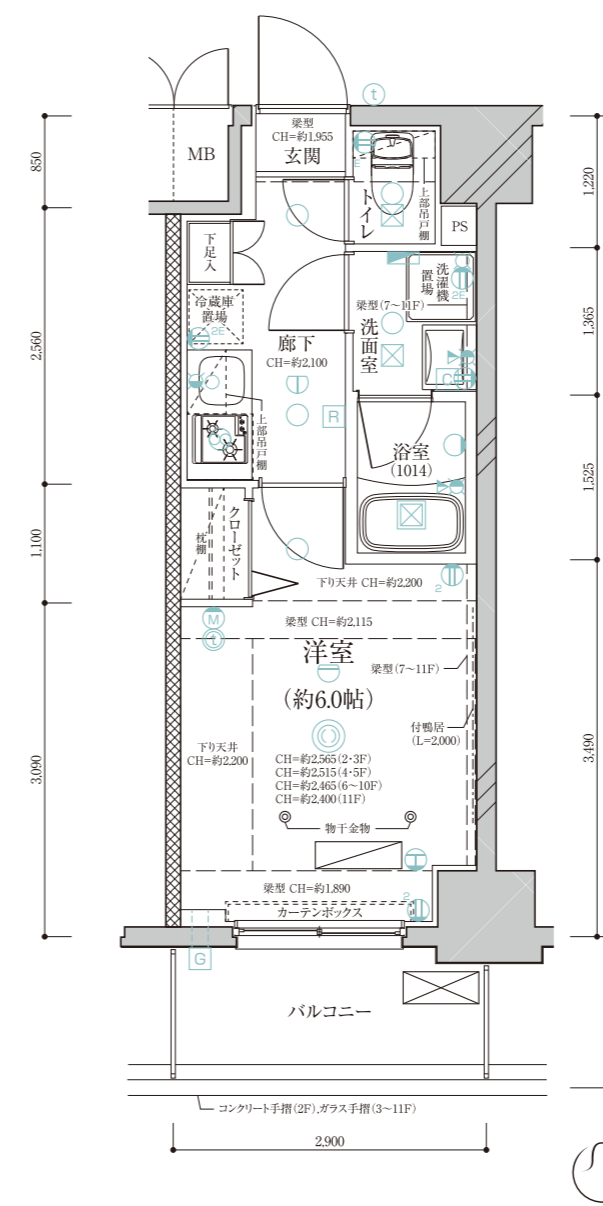 t
梁型
CH=約1,955
玄関
MB
E
トイレ
上部吊戸棚
PS
850
1,220
下足入
洗濯機
置場
2E
冷蔵庫
置場
2E
梁型(7〜11F)
洗面室
廊下
CH=約2,100
2,560
1,365
R
C
上部吊戸棚
浴室
(1014)
1,525
クローゼット
枕棚
1,100
下り天井 CH=約2,200
2
M
t
梁型 CH=約2,115
洋室
(約6.0帖)
梁型(7〜11F)
付鴨居
(L=2,000)
下り天井
CH=約2,200
CH=約2,565(2・3F)
CH=約2,515(4・5F)
CH=約2,465(6〜10F)
CH=約2,400(11F)
3,090
3,490
物干金物
梁型 CH=約1,890
2
カーテンボックス
G
バルコニー
コンクリート手摺(2F),ガラス手摺(3〜11F)
2,900